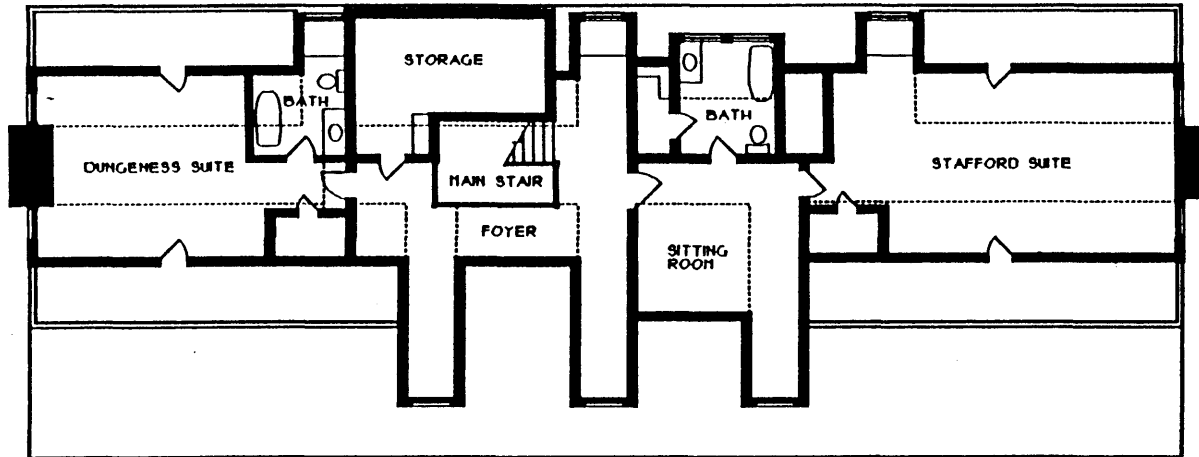 STORAGE
BATH
BATH
DUNGENESS SUITE
STAFFORD SUITE
MAIN STAIR
FOYER
SITTING
ROOM